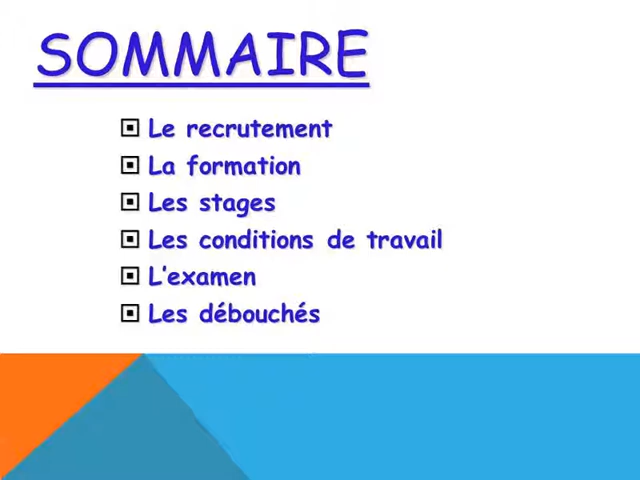 SOMMAIRE
Le recrutement
La formation
Les stages
Les conditions de travail
L'examen
Les débouchés